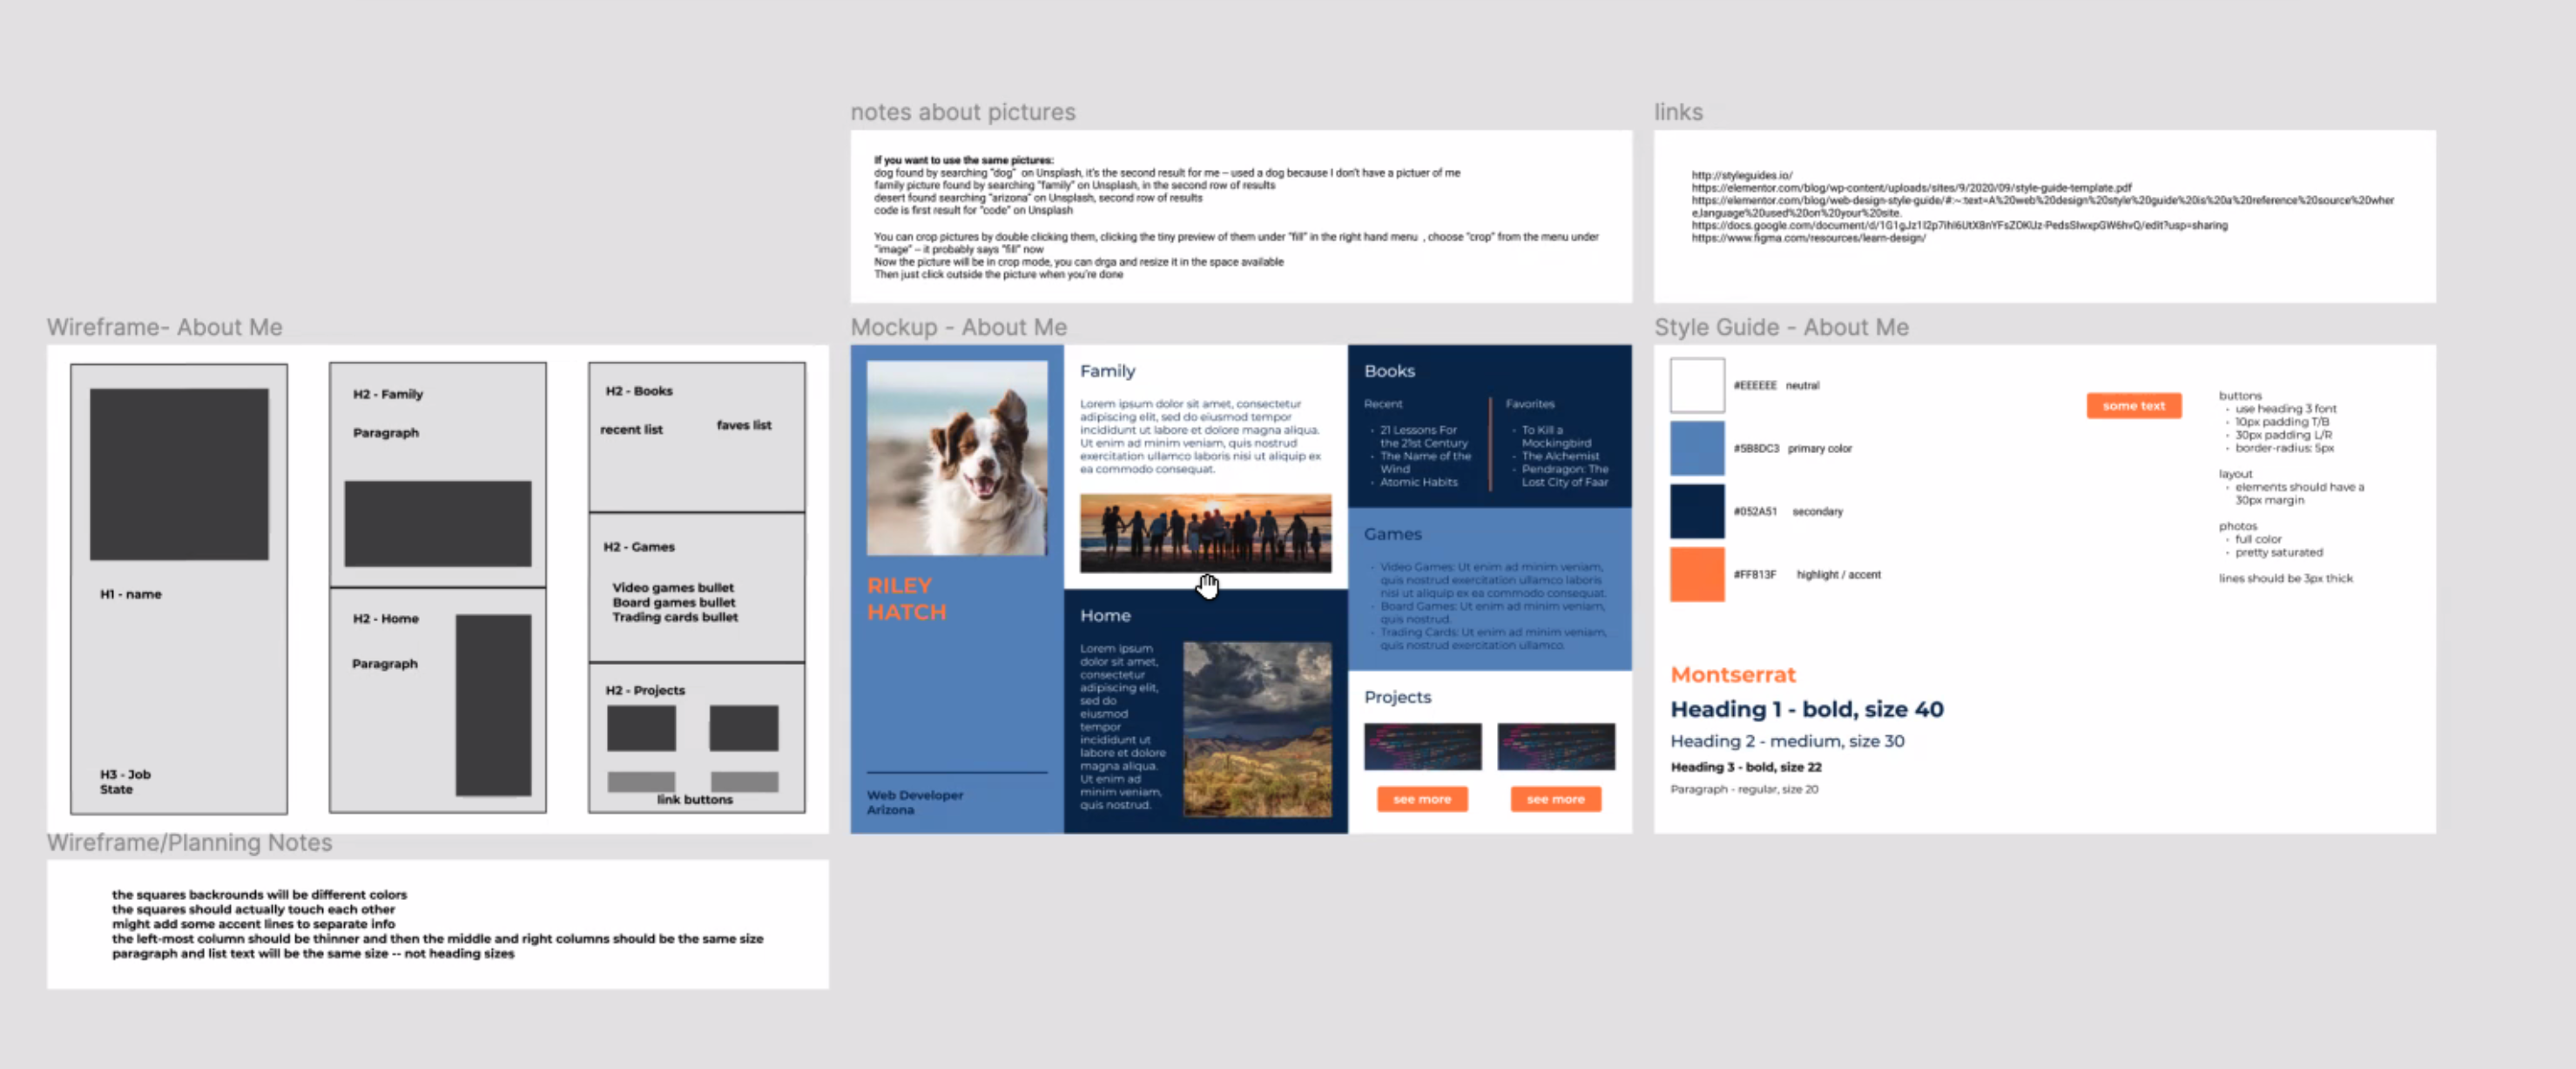 notes about pictures
If you want to use the same pictures:
dog found by searching "dog" on Unsplash, it's the second result for me – used a dog because I don't have a pictuer of me
family picture found by searching "family" on Unsplash, in the second row of results
desert found searching "arizona" on Unsplash, second row of results
code is first result for "code" on Unsplash
You can crop pictures by double clicking them, clicking the tiny preview of them under "fill" in the right hand menu , choose "crop" from the menu under
"image" – it probably says "fill" now
Now the picture will be in crop mode, you can drga and resize it in the space available
Then just click outside the picture when you're done
links
http://styleguides.io/
https://elementor.com/blog/wp-content/uploads/sites/9/2020/09/style-guide-template.pdf
https://elementor.com/blog/web-design-style-guide/#:~:text=A%20web%20design%20style%20guide%20is%20a%20reference%20source%20wher
e,language%20used%20on%20your%20site.
https://www.figma.com/resources/learn-design/
Wireframe- About Me
H1 - name
H3 - Job
State
H2 - Family
Paragraph
H2 - Home
Paragraph
H2 - Books
recent list
faves list
H2 - Games
Video games bullet
Board games bullet
Trading cards bullet
H2 - Projects
link buttons
Mockup - About Me
RILEY
HATCH
Web Developer
Arizona
Family
Lorem ipsum dolor sit amet, consectetur
adipiscing elit, sed do eiusmod tempor
incididunt ut labore et dolore magna aliqua.
Ut enim ad minim veniam, quis nostrud
exercitation ullamco laboris nisi ut aliquip ex
ea commodo consequat.
Home
Lorem ipsum
dolor sit amet,
consectetur
adipiscing elit,
sed do
eiusmod
tempor
incididunt ut
labore et dolore
magna aliqua.
Ut enim ad
minim veniam,
quis nostrud.
Books
Recent
• 21 Lessons For
the 21st Century
• The Name of the
Wind
• Atomic Habits
Favorites
• To Kill a
Mockingbird
• The Alchemist
• Pendragon: The
Lost City of Faar
Games
• Video Games: Ut enim ad minim veniam,
quis nostrud exercitation ullamco laboris
nisi ut aliquip ex ea commodo consequat.
• Board Games: Ut enim ad minim veniam,
quis nostrud.
• Trading Cards: Ut enim ad minim veniam,
quis nostrud exercitation ullamco.
Projects
see more
see more
Style Guide - About Me
#EEEEEE neutral
#5B8DC3 primary color
#052A51 secondary
#FF813F highlight / accent
some text
buttons
• use heading 3 font
• 10px padding T/B
• 30px padding L/R
• border-radius: 5px
layout
• elements should have a
30px margin
photos
• full color
• pretty saturated
lines should be 3px thick
Montserrat
Heading 1 - bold, size 40
Heading 2 - medium, size 30
Heading 3 - bold, size 22
Paragraph - regular, size 20
Wireframe/Planning Notes
the squares backrounds will be different colors
the squares should actually touch each other
might add some accent lines to separate info
the left-most column should be thinner and then the middle and right columns should be the same size
paragraph and list text will be the same size -- not heading sizes